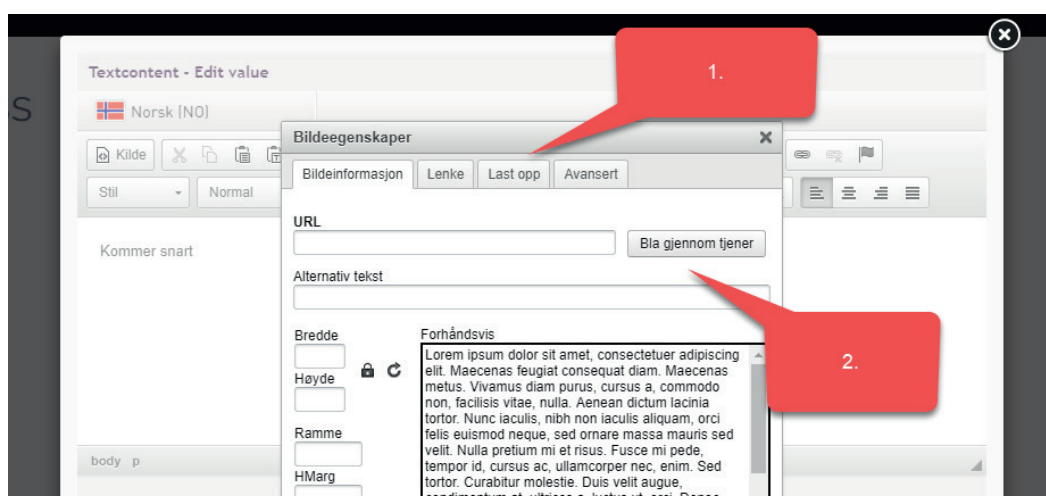 1.
S
Textcontent - Edit value
Norsk [NO]
Bildeegenskaper
Kilde
Bildeinformasjon Lenke Last opp Avansert
Stil Normal
URL
Bla gjennom tjener
Kommer snart
Alternativ tekst
Bredde
Høyde
Ramme
HMarg
Forhåndsvis
Lorem ipsum dolor sit amet, consectetuer adipiscing
elit. Maecenas feugiat consequat diam. Maecenas
metus. Vivamus diam purus, cursus a, commodo
non, facilisis vitae, nulla. Aenean dictum lacinia
tortor. Nunc iaculis, nibh non iaculis aliquam, orci
felis euismod neque, sed ornare massa mauris sed
velit. Nulla pretium mi et risus. Fusce mi pede,
tempor id, cursus ac, ullamcorper nec, enim. Sed
tortor. Curabitur molestie. Duis velit augue,
2.
body p